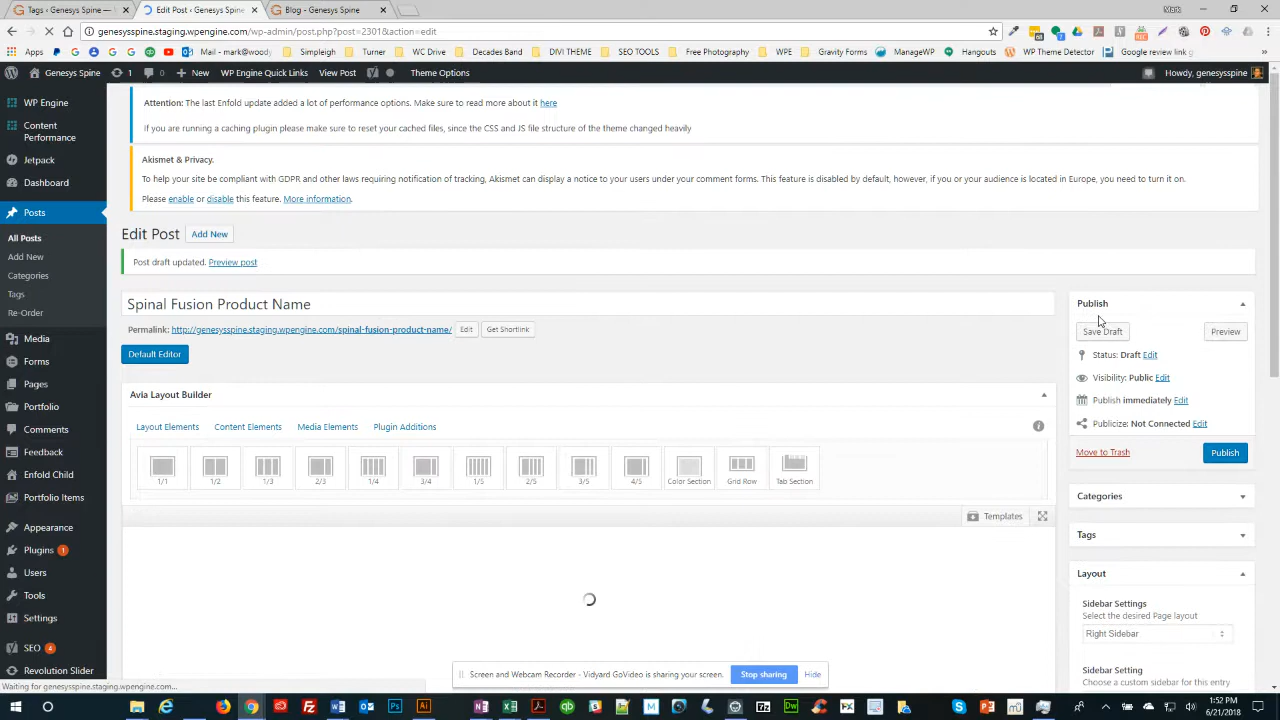 Tags ‹ Genesys Spine —
Edit Post ‹ Genesys Spine
Blog - Genesys Spine
genesysspine.staging.wpengine.com/wp-admin/post.php?post=2301&action=edit
Apps
Mail - mark@woody
Simpleigh
Turner
WC Drive
Decades Band
DIVI THEME
SEO TOOLS
Free Photography
WPE
Gravity Forms
ManageWP
Hangouts
WP Theme Detector
Google review link g
Genesys Spine
1
0
New
WP Engine Quick Links
View Post
Theme Options
Howdy, genesysspine
WP Engine
Content
Performance
Jetpack
Dashboard
Posts
All Posts
Add New
Categories
Tags
Re-Order
Media
Forms
Pages
Portfolio
Comments
Feedback
Enfold Child
Portfolio Items
Appearance
Plugins 1
Users
Tools
Settings
SEO 4
Revolution Slider
Attention: The last Enfold update added a lot of performance options. Make sure to read more about it here
If you are running a caching plugin please make sure to reset your cached files, since the CSS and JS file structure of the theme changed heavily
Akismet & Privacy.
To help your site be compliant with GDPR and other laws requiring notification of tracking, Akismet can display a notice to your users under your comment forms. This feature is disabled by default, however, if you or your audience is located in Europe, you need to turn it on.
Please enable or disable this feature. More information.
Edit Post Add New
Post draft updated. Preview post
Spinal Fusion Product Name
Permalink: http://genesysspine.staging.wpengine.com/spinal-fusion-product-name/ Edit Get Shortlink
Default Editor
Avia Layout Builder
Layout Elements
Content Elements
Media Elements
Plugin Additions
1/1
1/2
1/3
2/3
1/4
3/4
1/5
2/5
3/5
4/5
Color Section
Grid Row
Tab Section
Templates
Publish
Save Draft
Preview
Status: Draft Edit
Visibility: Public Edit
Publish immediately Edit
Publicize: Not Connected Edit
Move to Trash
Publish
Categories
Tags
Layout
Sidebar Settings
Select the desired Page layout
Right Sidebar
Sidebar Setting
Choose a custom sidebar for this entry
Screen and Webcam Recorder - Vidyard GoVideo is sharing your screen.
Stop sharing
Hide
Waiting for genesysspine.staging.wpengine.com...
1:52 PM
6/21/2018